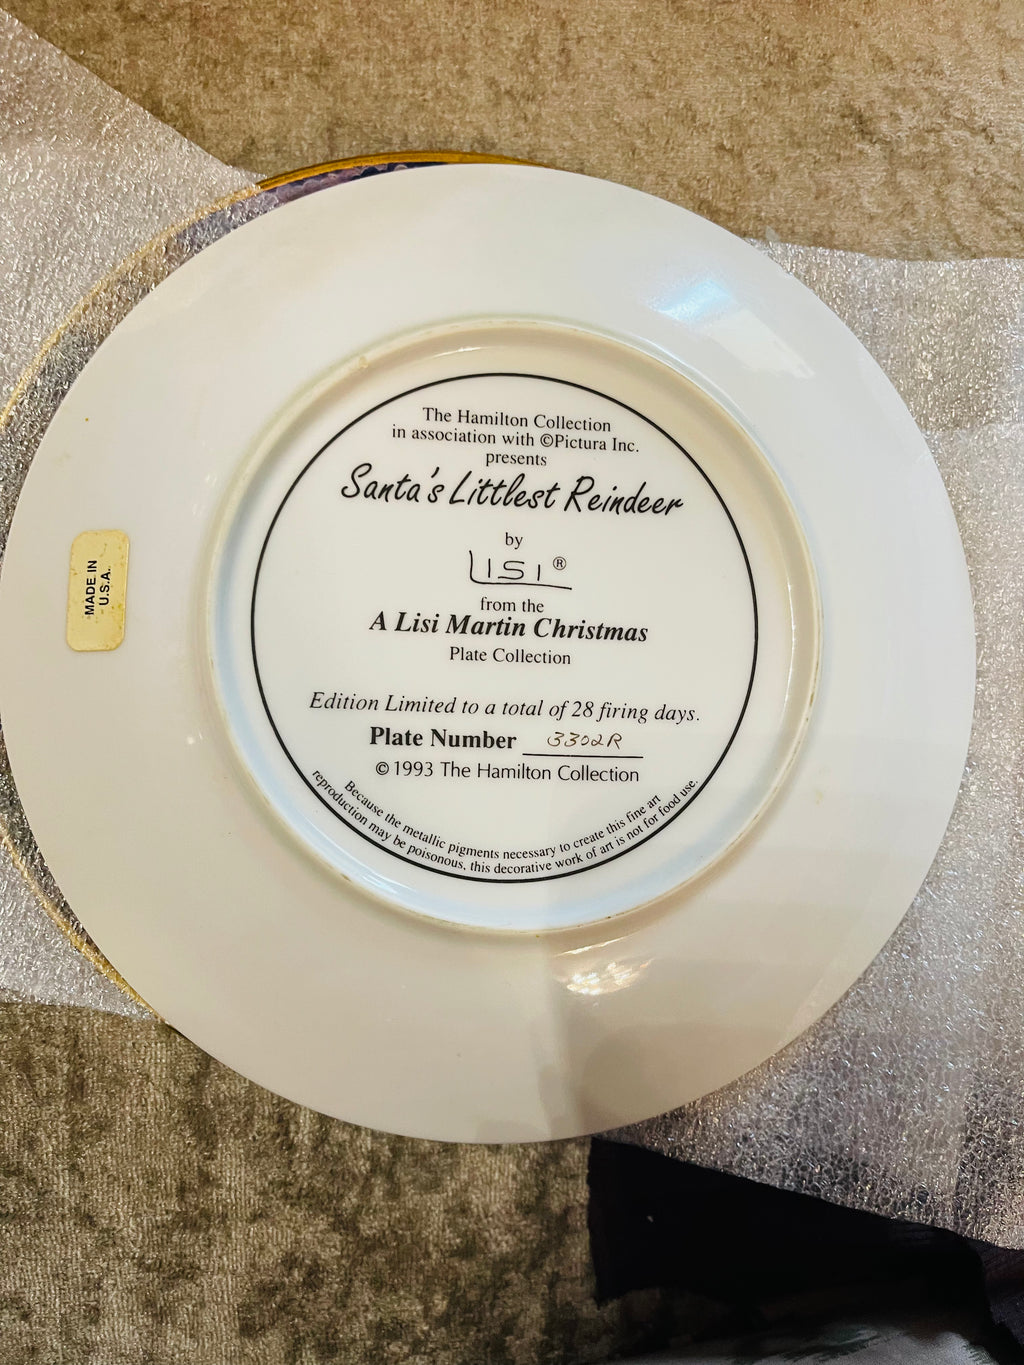 The Hamilton Collection
in association with ©Pictura Inc.
presents
Santa's Littlest Reindeer
by
LISI®
from the
A Lisi Martin Christmas
Plate Collection
Edition Limited to a total of 28 firing days.
Plate Number 3302R
© 1993 The Hamilton Collection
Because the metallic pigments necessary to create this fine art
reproduction may be poisonous, this decorative work of art is not for food use.
MADE IN
U.S.A.